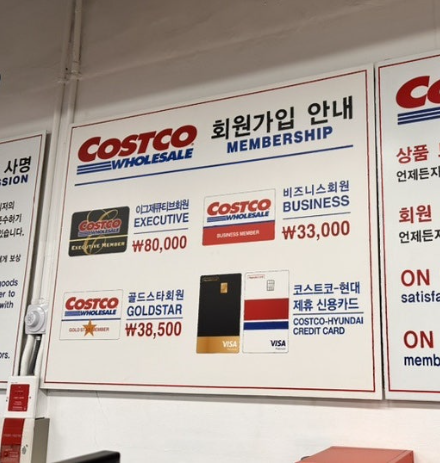 사명
SSION
COSTCO
WHOLESALE
회원가입 안내
MEMBERSHIP
COSTCO
WHOLESALE
EXECUTIVE MEMBER
이그제큐티브회원
EXECUTIVE
₩80,000
COSTCO
WHOLESALE
BUSINESS MEMBER
비즈니스회원
BUSINESS
₩33,000
COSTCO
WHOLESALE
GOLD STAR MEMBER
골드스타회원
GOLDSTAR
₩38,500
VISA
VISA
코스트코-현대
제휴 신용카드
COSTCO-HYUNDAI
CREDIT CARD
상품
언제든지
회원
언제든지
ON
satisfa
ON
memb